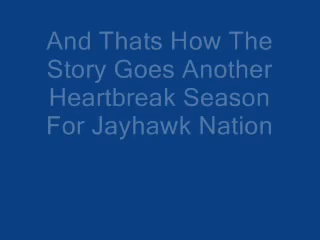 And Thats How The
Story Goes Another
Heartbreak Season
For Jayhawk Nation